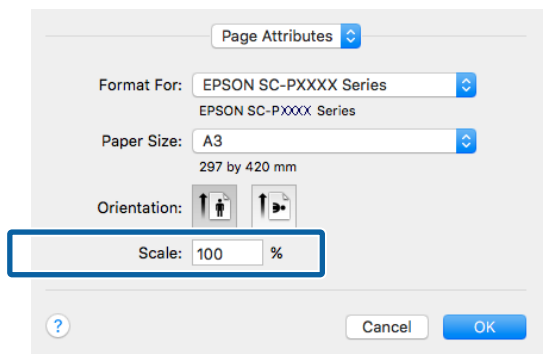 Page Attributes
Format For: EPSON SC-PXXXX Series
EPSON SC-PXXXX Series
Paper Size: A3
297 by 420 mm
Orientation:
Scale: 100 %
? Cancel OK